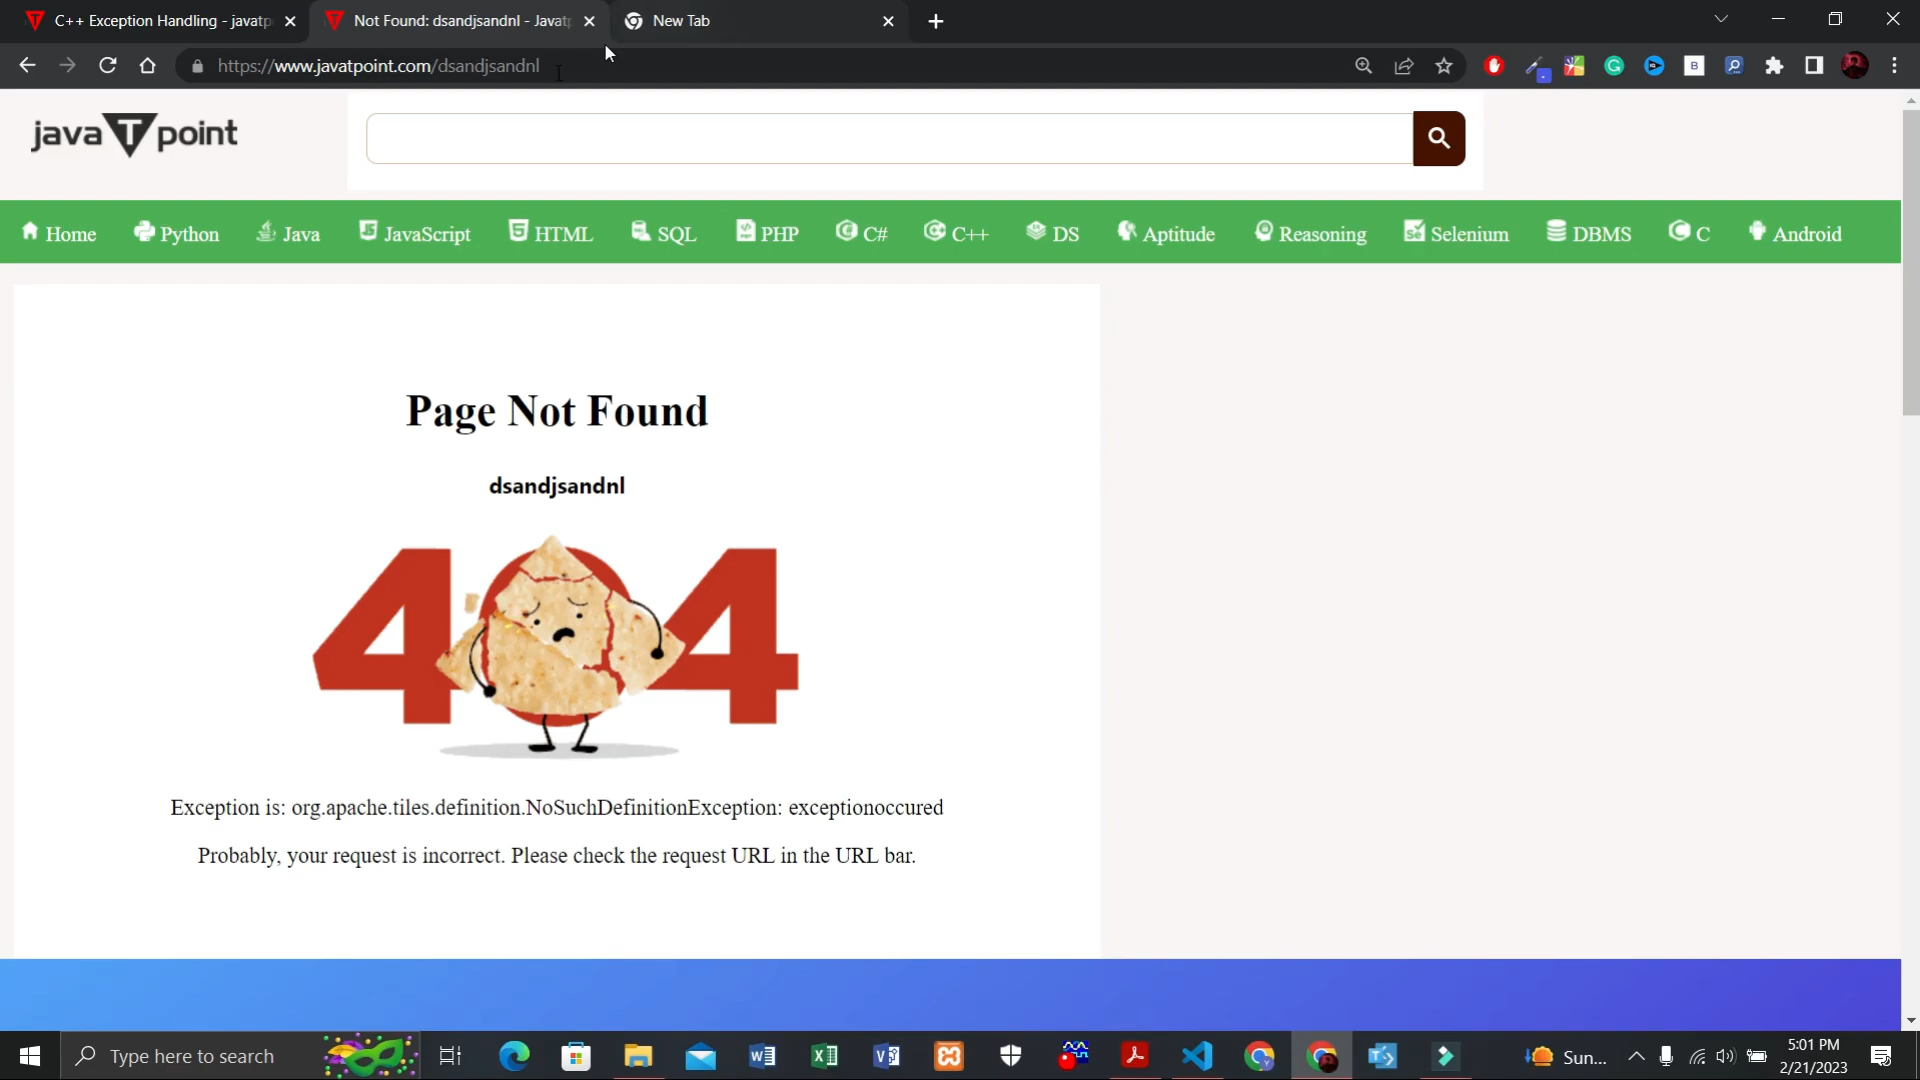 C++ Exception Handling - javatp
Not Found: dsandjsandnl - Javatp
New Tab
https://www.javatpoint.com/dsandjsandnl
javaTpoint
Home
Python
Java
JavaScript
HTML
SQL
PHP
C#
C++
DS
Aptitude
Reasoning
Selenium
DBMS
C
Android
Page Not Found
dsandjsandnl
404
Exception is: org.apache.tiles.definition.NoSuchDefinitionException: exceptionoccured
Probably, your request is incorrect. Please check the request URL in the URL bar.
Type here to search
Sun...
5:01 PM
2/21/2023